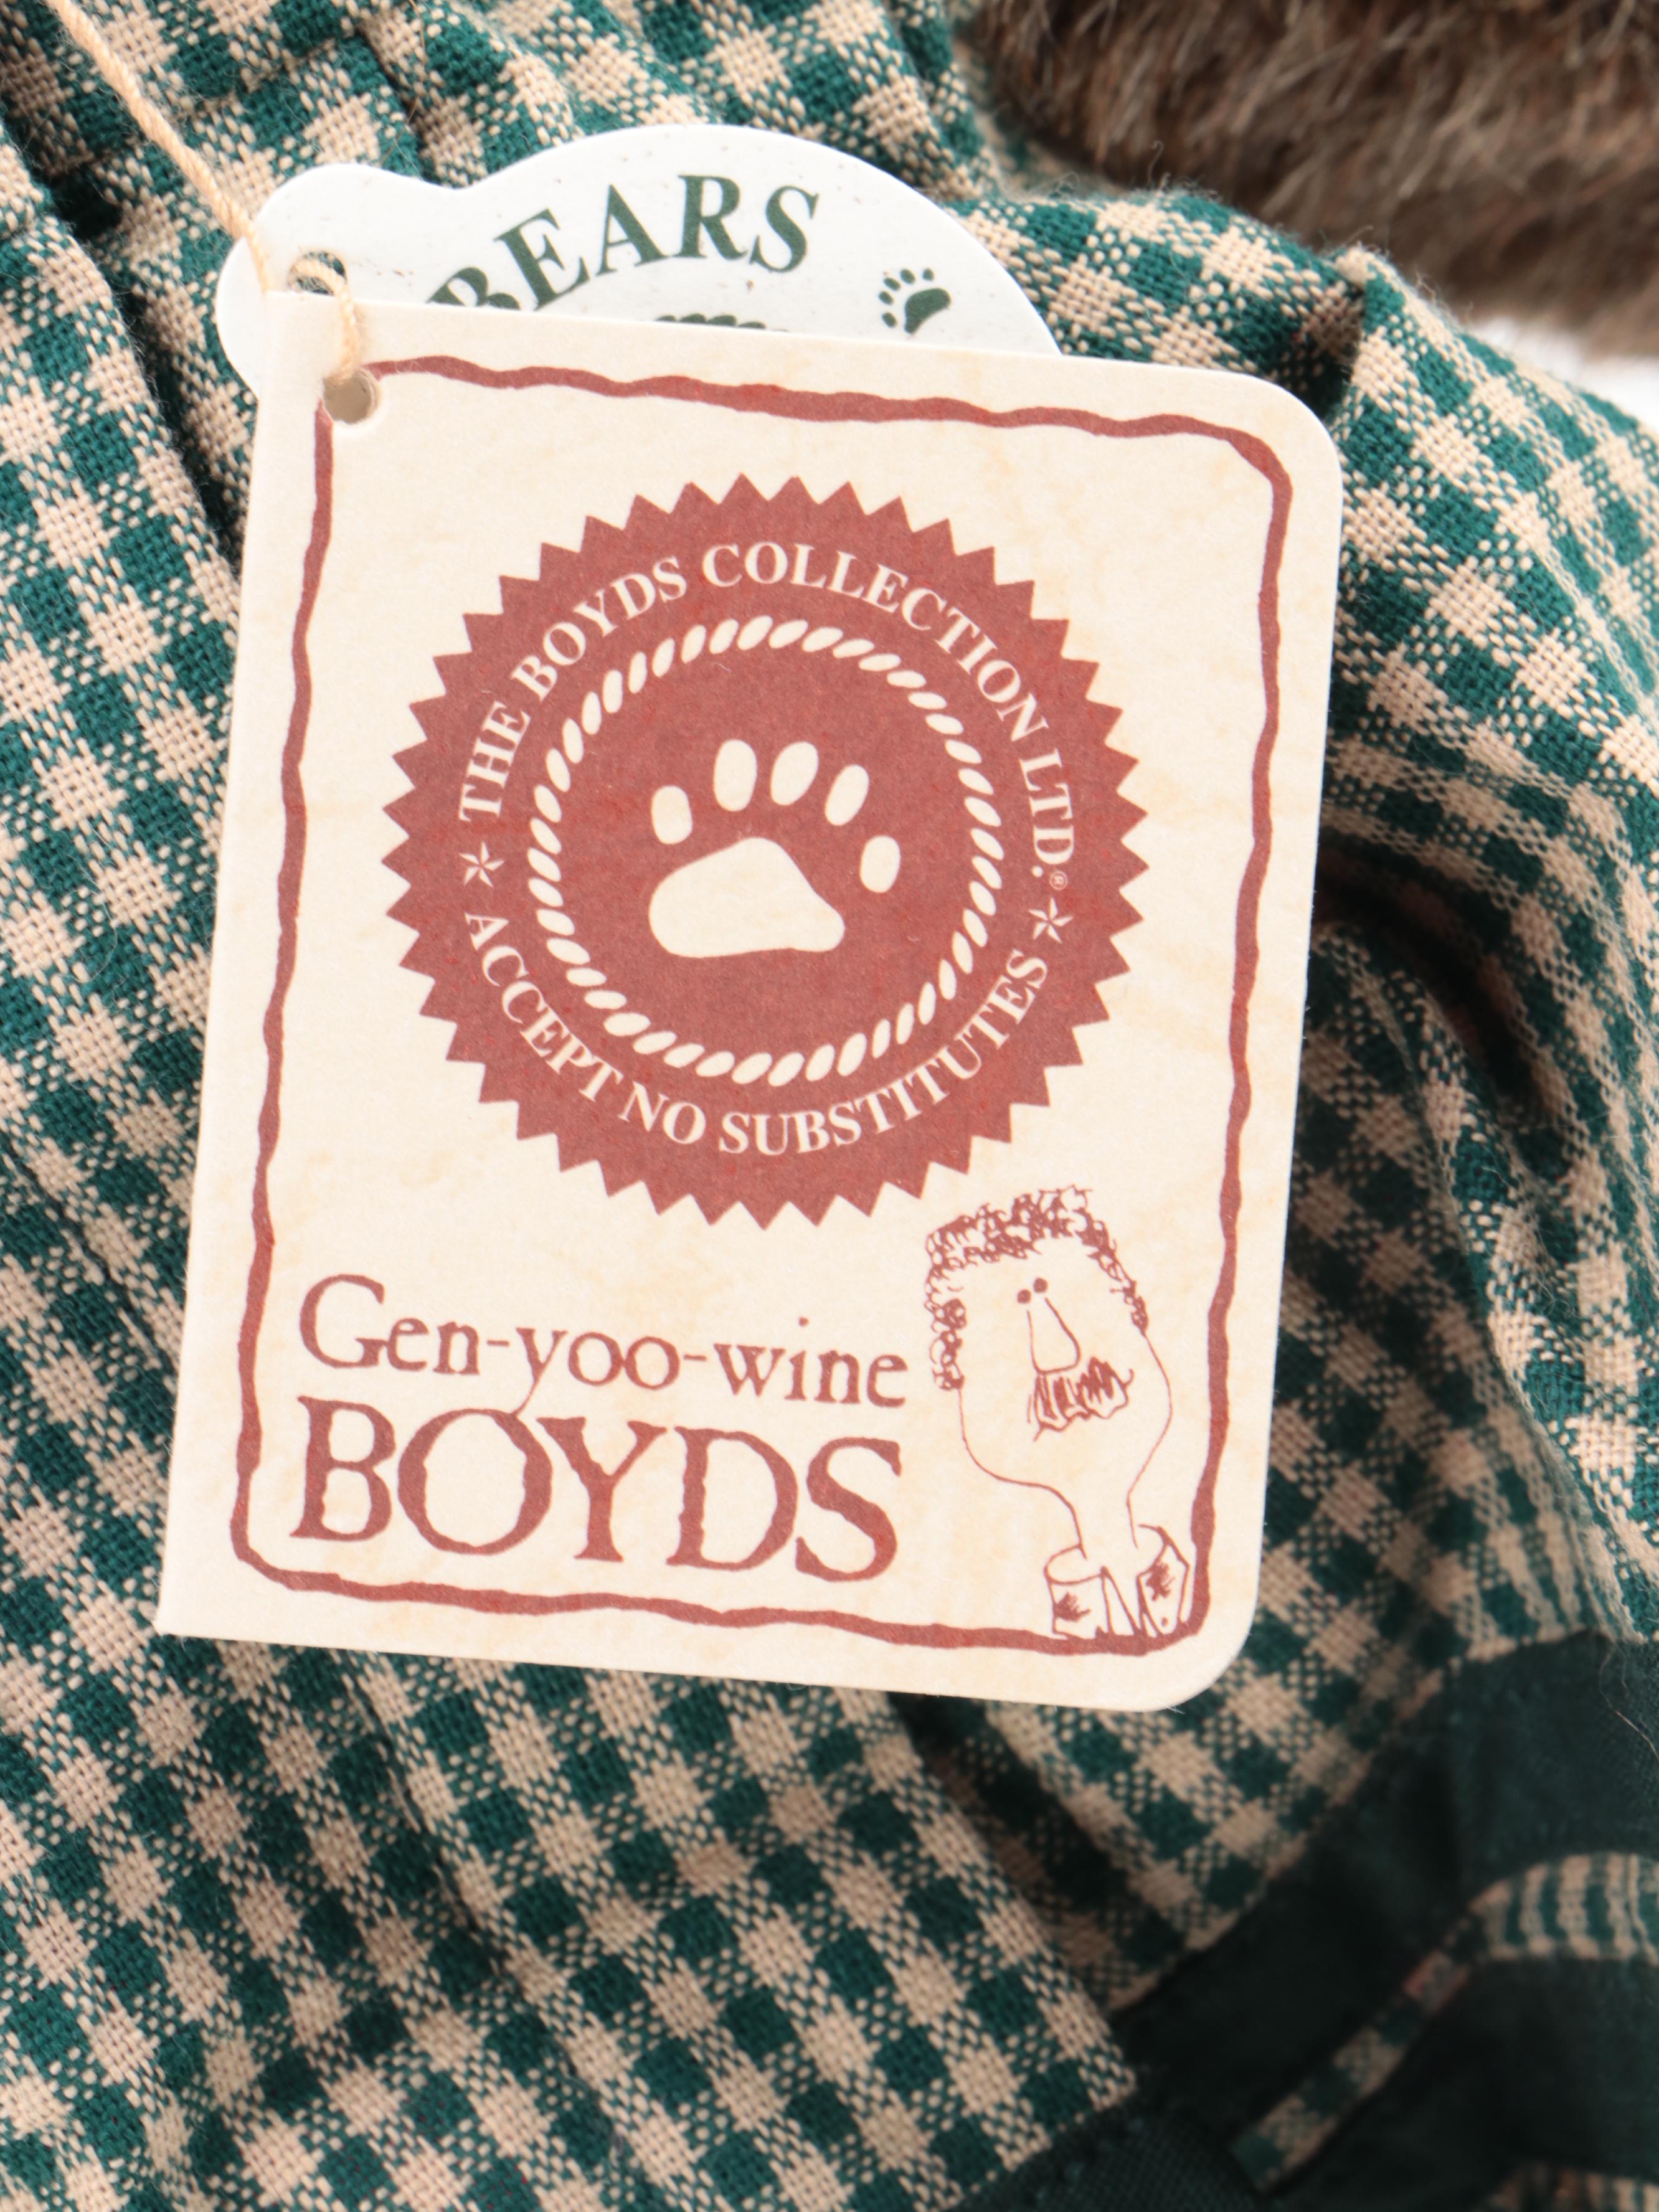 BEARS
THE BOYDS COLLECTION LTD.®
ACCEPT NO SUBSTITUTES
Gen-yoo-wine
BOYDS